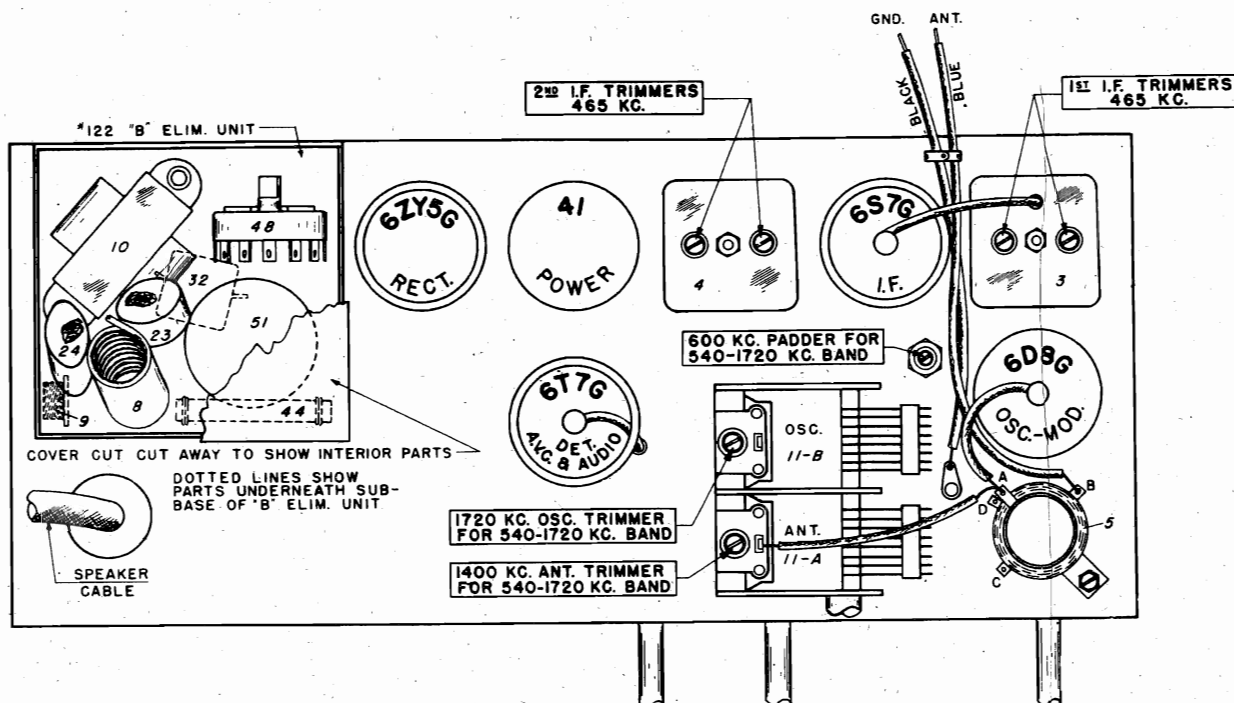 GND. ANT.
BLACK
BLUE
2ND I.F. TRIMMERS
465 KC.
1ST I.F. TRIMMERS
465 KC.
*122 "B" ELIM. UNIT
10
48
32
23
24
51
9
8
44
6ZY5G
RECT.
41
POWER
4
6S7G
I.F.
3
600 KC. PADDER FOR
540-1720 KC. BAND
6D8G
OSC.-MOD.
6T7G
DET.
A.V.C. & AUDIO
OSC.
11-B
ANT.
11-A
A
B
D
C
5
COVER CUT CUT AWAY TO SHOW INTERIOR PARTS
DOTTED LINES SHOW
PARTS UNDERNEATH SUB-
BASE OF "B" ELIM. UNIT
SPEAKER
CABLE
1720 KC. OSC. TRIMMER
FOR 540-1720 KC. BAND
1400 KC. ANT. TRIMMER
FOR 540-1720 KC. BAND